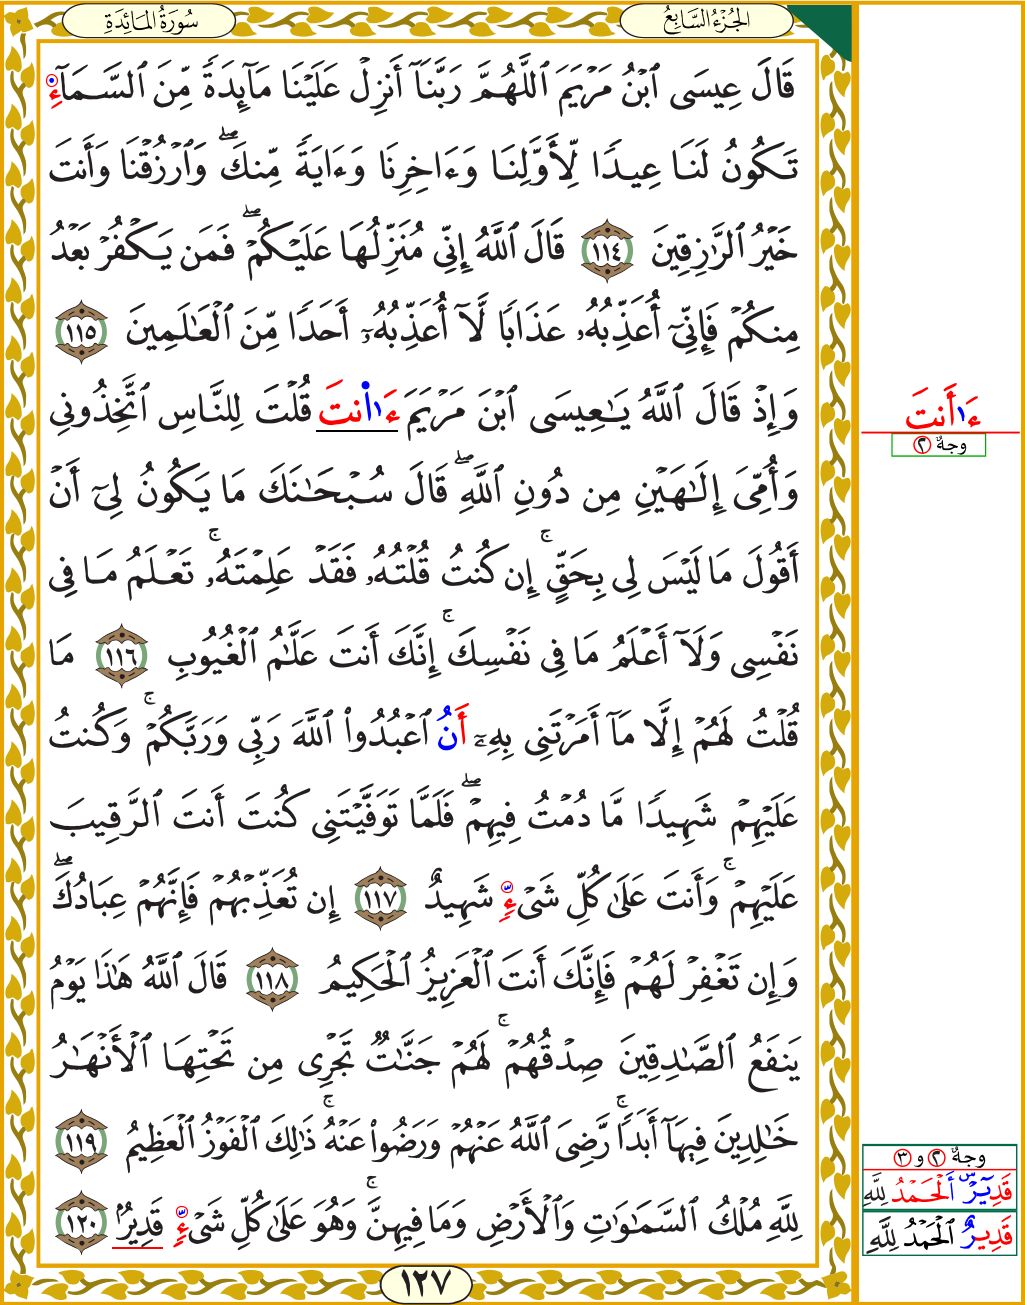 الجُزْءُ السَّابِعُ
سُورَةُ المَائِدَةِ
قَالَ عِيسَى ٱبۡنُ مَرۡيَمَ ٱللَّهُمَّ رَبَّنَآ أَنزِلۡ عَلَيۡنَا مَآئِدَةٗ مِّنَ ٱلسَّمَآءِ
تَكُونُ لَنَا عِيدٗا لِّأَوَّلِنَا وَءَاخِرِنَا وَءَايَةٗ مِّنكَۖ وَٱرۡزُقۡنَا وَأَنتَ
خَيۡرُ ٱلرَّٰزِقِينَ ١١٤ قَالَ ٱللَّهُ إِنِّي مُنَزِّلُهَا عَلَيۡكُمۡۖ فَمَن يَكۡفُرۡ بَعۡدُ
مِنكُمۡ فَإِنِّيٓ أُعَذِّبُهُۥ عَذَابٗا لَّآ أُعَذِّبُهُۥٓ أَحَدٗا مِّنَ ٱلۡعَٰلَمِينَ ١١٥
وَإِذۡ قَالَ ٱللَّهُ يَٰعِيسَى ٱبۡنَ مَرۡيَمَ ءَا۬نتَ قُلۡتَ لِلنَّاسِ ٱتَّخِذُونِي
وَأُمِّيَ إِلَٰهَيۡنِ مِن دُونِ ٱللَّهِۖ قَالَ سُبۡحَٰنَكَ مَا يَكُونُ لِيٓ أَنۡ
أَقُولَ مَا لَيۡسَ لِي بِحَقٍّۚ إِن كُنتُ قُلۡتُهُۥ فَقَدۡ عَلِمۡتَهُۥۚ تَعۡلَمُ مَا فِي
نَفۡسِي وَلَآ أَعۡلَمُ مَا فِي نَفۡسِكَۚ إِنَّكَ أَنتَ عَلَّٰمُ ٱلۡغُيُوبِ ١١٦ مَا
قُلۡتُ لَهُمۡ إِلَّا مَآ أَمَرۡتَنِي بِهِۦٓ أَنُ ٱعۡبُدُواْ ٱللَّهَ رَبِّي وَرَبَّكُمۡۚ وَكُنتُ
عَلَيۡهِمۡ شَهِيدٗا مَّا دُمۡتُ فِيهِمۡۖ فَلَمَّا تَوَفَّيۡتَنِي كُنتَ أَنتَ ٱلرَّقِيبَ
عَلَيۡهِمۡۚ وَأَنتَ عَلَىٰ كُلِّ شَيۡءٖ شَهِيدٌ ١١٧ إِن تُعَذِّبۡهُمۡ فَإِنَّهُمۡ عِبَادُكَۖ
وَإِن تَغۡفِرۡ لَهُمۡ فَإِنَّكَ أَنتَ ٱلۡعَزِيزُ ٱلۡحَكِيمُ ١١٨ قَالَ ٱللَّهُ هَٰذَا يَوۡمُ
يَنفَعُ ٱلصَّٰدِقِينَ صِدۡقُهُمۡۚ لَهُمۡ جَنَّٰتٞ تَجۡرِي مِن تَحۡتِهَا ٱلۡأَنۡهَٰرُ
خَٰلِدِينَ فِيهَآ أَبَدٗاۚ رَّضِيَ ٱللَّهُ عَنۡهُمۡ وَرَضُواْ عَنۡهُۚ ذَٰلِكَ ٱلۡفَوۡزُ ٱلۡعَظِيمُ ١١٩
لِلَّهِ مُلۡكُ ٱلسَّمَٰوَٰتِ وَٱلۡأَرۡضِ وَمَا فِيهِنَّۚ وَهُوَ عَلَىٰ كُلِّ شَيۡءٖ قَدِيرُۢ ١٢٠
١٢٧
ءَا۬أَنتَ
وجهٌ ٢
وجهٌ ٢ و ٣
قَدِيرٌ ٱلۡحَمۡدُ لِلَّهِ
قَدِيرٌ ٱلۡحَمۡدُ لِلَّهِ